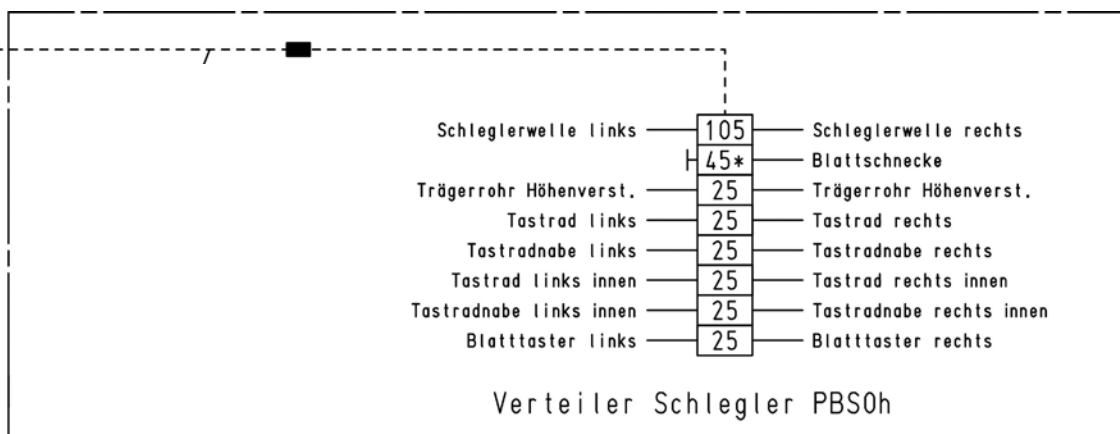 Schleglerwelle links 105 Schleglerwelle rechts
45* Blattschnecke
Trägerrohr Höhenverst. 25 Trägerrohr Höhenverst.
Tastrad links 25 Tastrad rechts
Tastradnabe links 25 Tastradnabe rechts
Tastrad links innen 25 Tastrad rechts innen
Tastradnabe links innen 25 Tastradnabe rechts innen
Blatttaster links 25 Blatttaster rechts
Verteiler Schlegler PBSOh